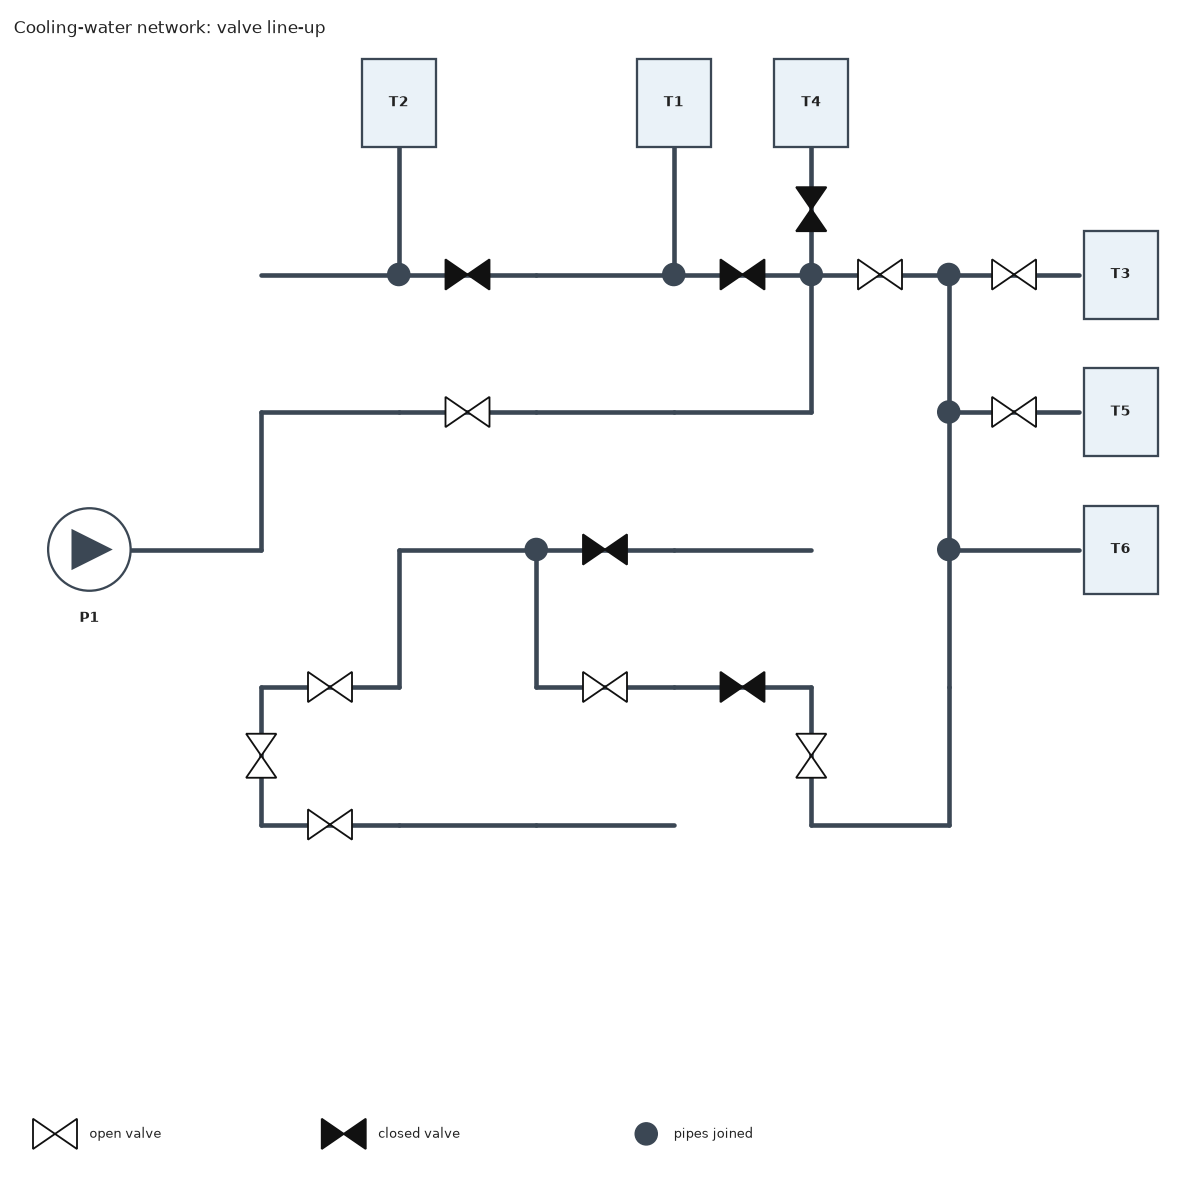 Cooling-water network: valve line-up
T2
T1
T4
T3
T5
T6
P1
open valve
closed valve
pipes joined